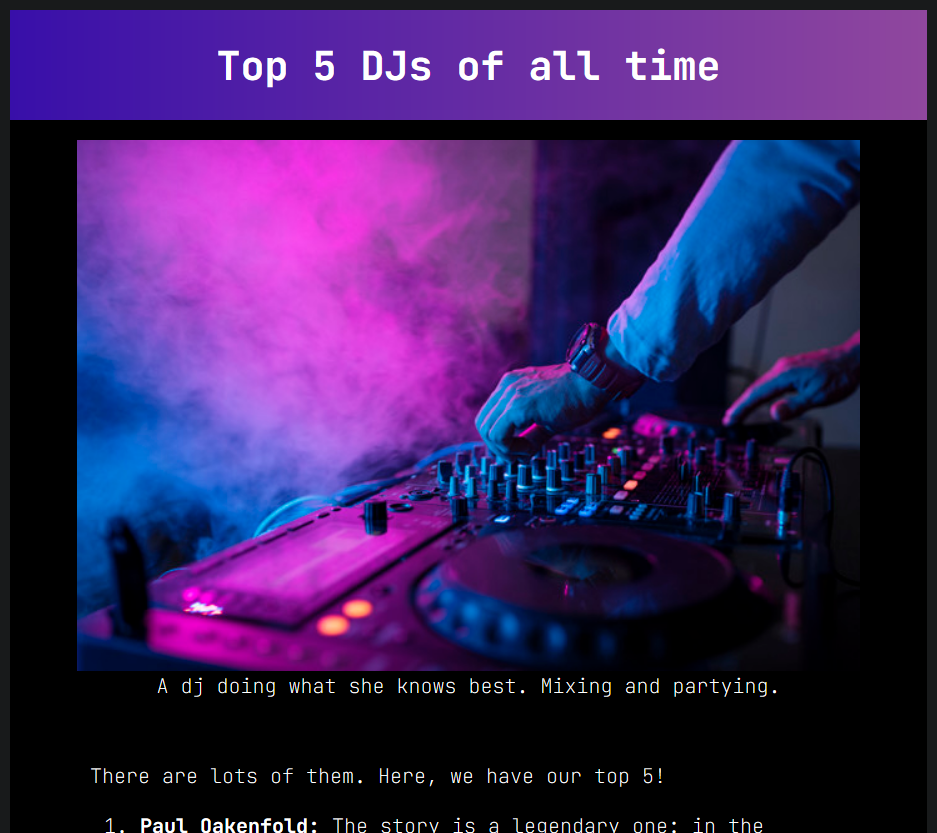 Top 5 DJs of all time
A dj doing what she knows best. Mixing and partying.
There are lots of them. Here, we have our top 5!
1. Paul Oakenfold: The story is a legendary one: in the